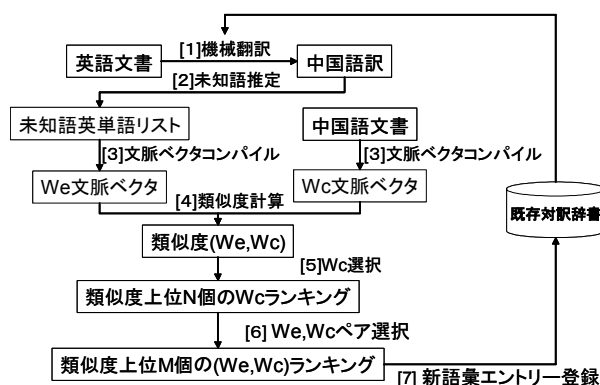 [1]機械翻訳
英語文書
中国語訳
[2]未知語推定
未知語英単語リスト
中国語文書
[3]文脈ベクタコンパイル
[3]文脈ベクタコンパイル
We文脈ベクタ
Wc文脈ベクタ
[4]類似度計算
既存対訳辞書
類似度(We,Wc)
[5]Wc選択
類似度上位N個のWcランキング
[6] We,Wcペア選択
類似度上位M個の(We,Wc)ランキング
[7] 新語彙エントリー登録